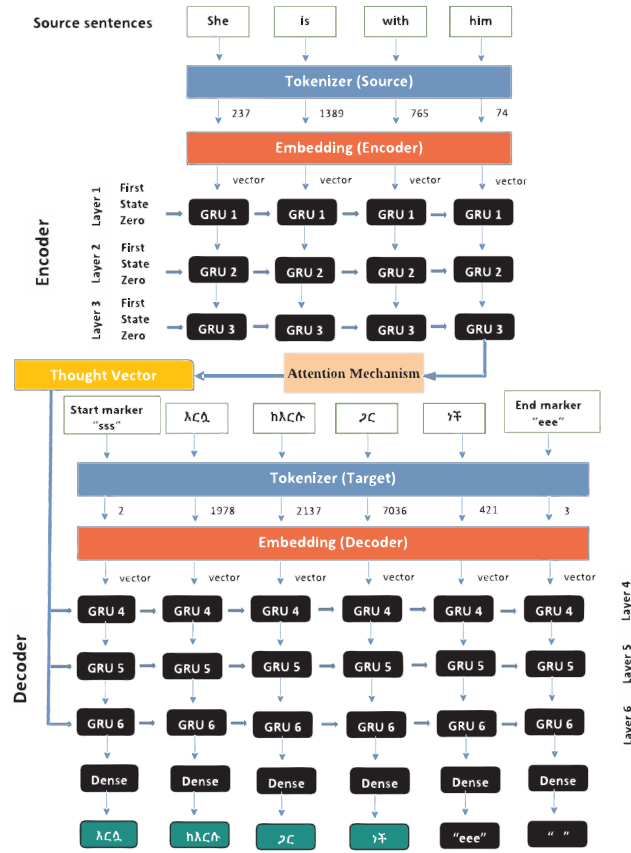 Source sentences She is with him
Tokenizer (Source)
237 1389 765 74
Embedding (Encoder)
vector vector vector vector
Encoder
Layer 1
First
State
Zero
GRU 1 GRU 1 GRU 1 GRU 1
Layer 2
First
State
Zero
GRU 2 GRU 2 GRU 2 GRU 2
Layer 3
First
State
Zero
GRU 3 GRU 3 GRU 3 GRU 3
Thought Vector
Attention Mechanism
Start marker
"sss"
እርሷ
ከእርሱ
ጋር
ነች
End marker
"eee"
Tokenizer (Target)
2 1978 2137 7036 421 3
Embedding (Decoder)
vector vector vector vector vector vector
Decoder
GRU 4 GRU 4 GRU 4 GRU 4 GRU 4 GRU 4
Layer 4
GRU 5 GRU 5 GRU 5 GRU 5 GRU 5 GRU 5
Layer 5
GRU 6 GRU 6 GRU 6 GRU 6 GRU 6 GRU 6
Layer 6
Dense Dense Dense Dense Dense Dense
እርሷ ከእርሱ ጋር ነች "eee" " "